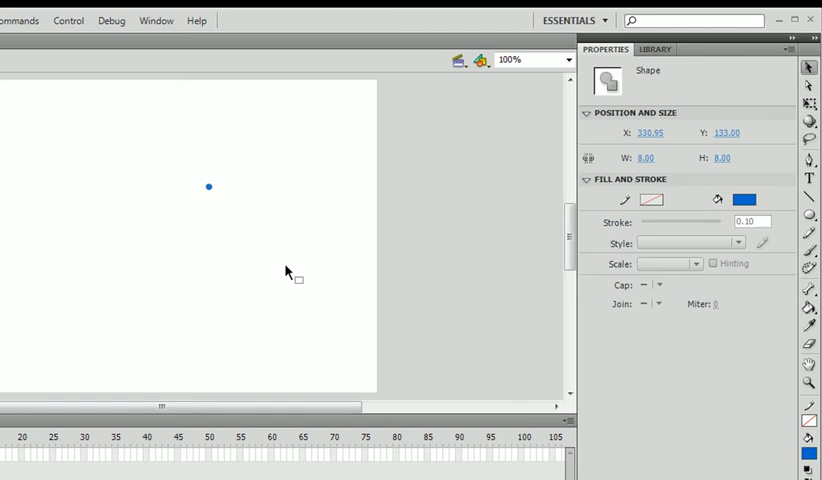 ommands Control Debug Window Help ESSENTIALS
100%
PROPERTIES LIBRARY
Shape
POSITION AND SIZE
X: 330.95 Y: 133.00
W: 8.00 H: 8.00
FILL AND STROKE
Stroke: 0.10
Style:
Scale: Hinting
Cap:
Join: Miter: 0
20 25 30 35 40 45 50 55 60 65 70 75 80 85 90 95 100 105